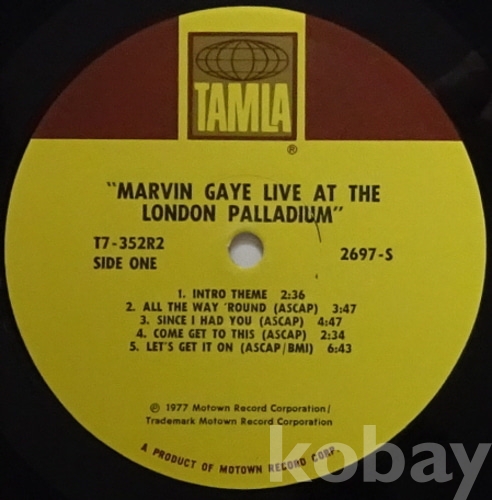 TAMLA
®
"MARVIN GAYE LIVE AT THE
LONDON PALLADIUM"
T7-352R2
SIDE ONE
2697-S
1. INTRO THEME 2:36
2. ALL THE WAY 'ROUND (ASCAP) 3:47
3. SINCE I HAD YOU (ASCAP) 4:47
4. COME GET TO THIS (ASCAP) 2:34
5. LET'S GET IT ON (ASCAP/BMI) 6:43
℗ 1977 Motown Record Corporation/
Trademark Motown Record Corporation
A PRODUCT OF MOTOWN RECORD CORP.
kobay